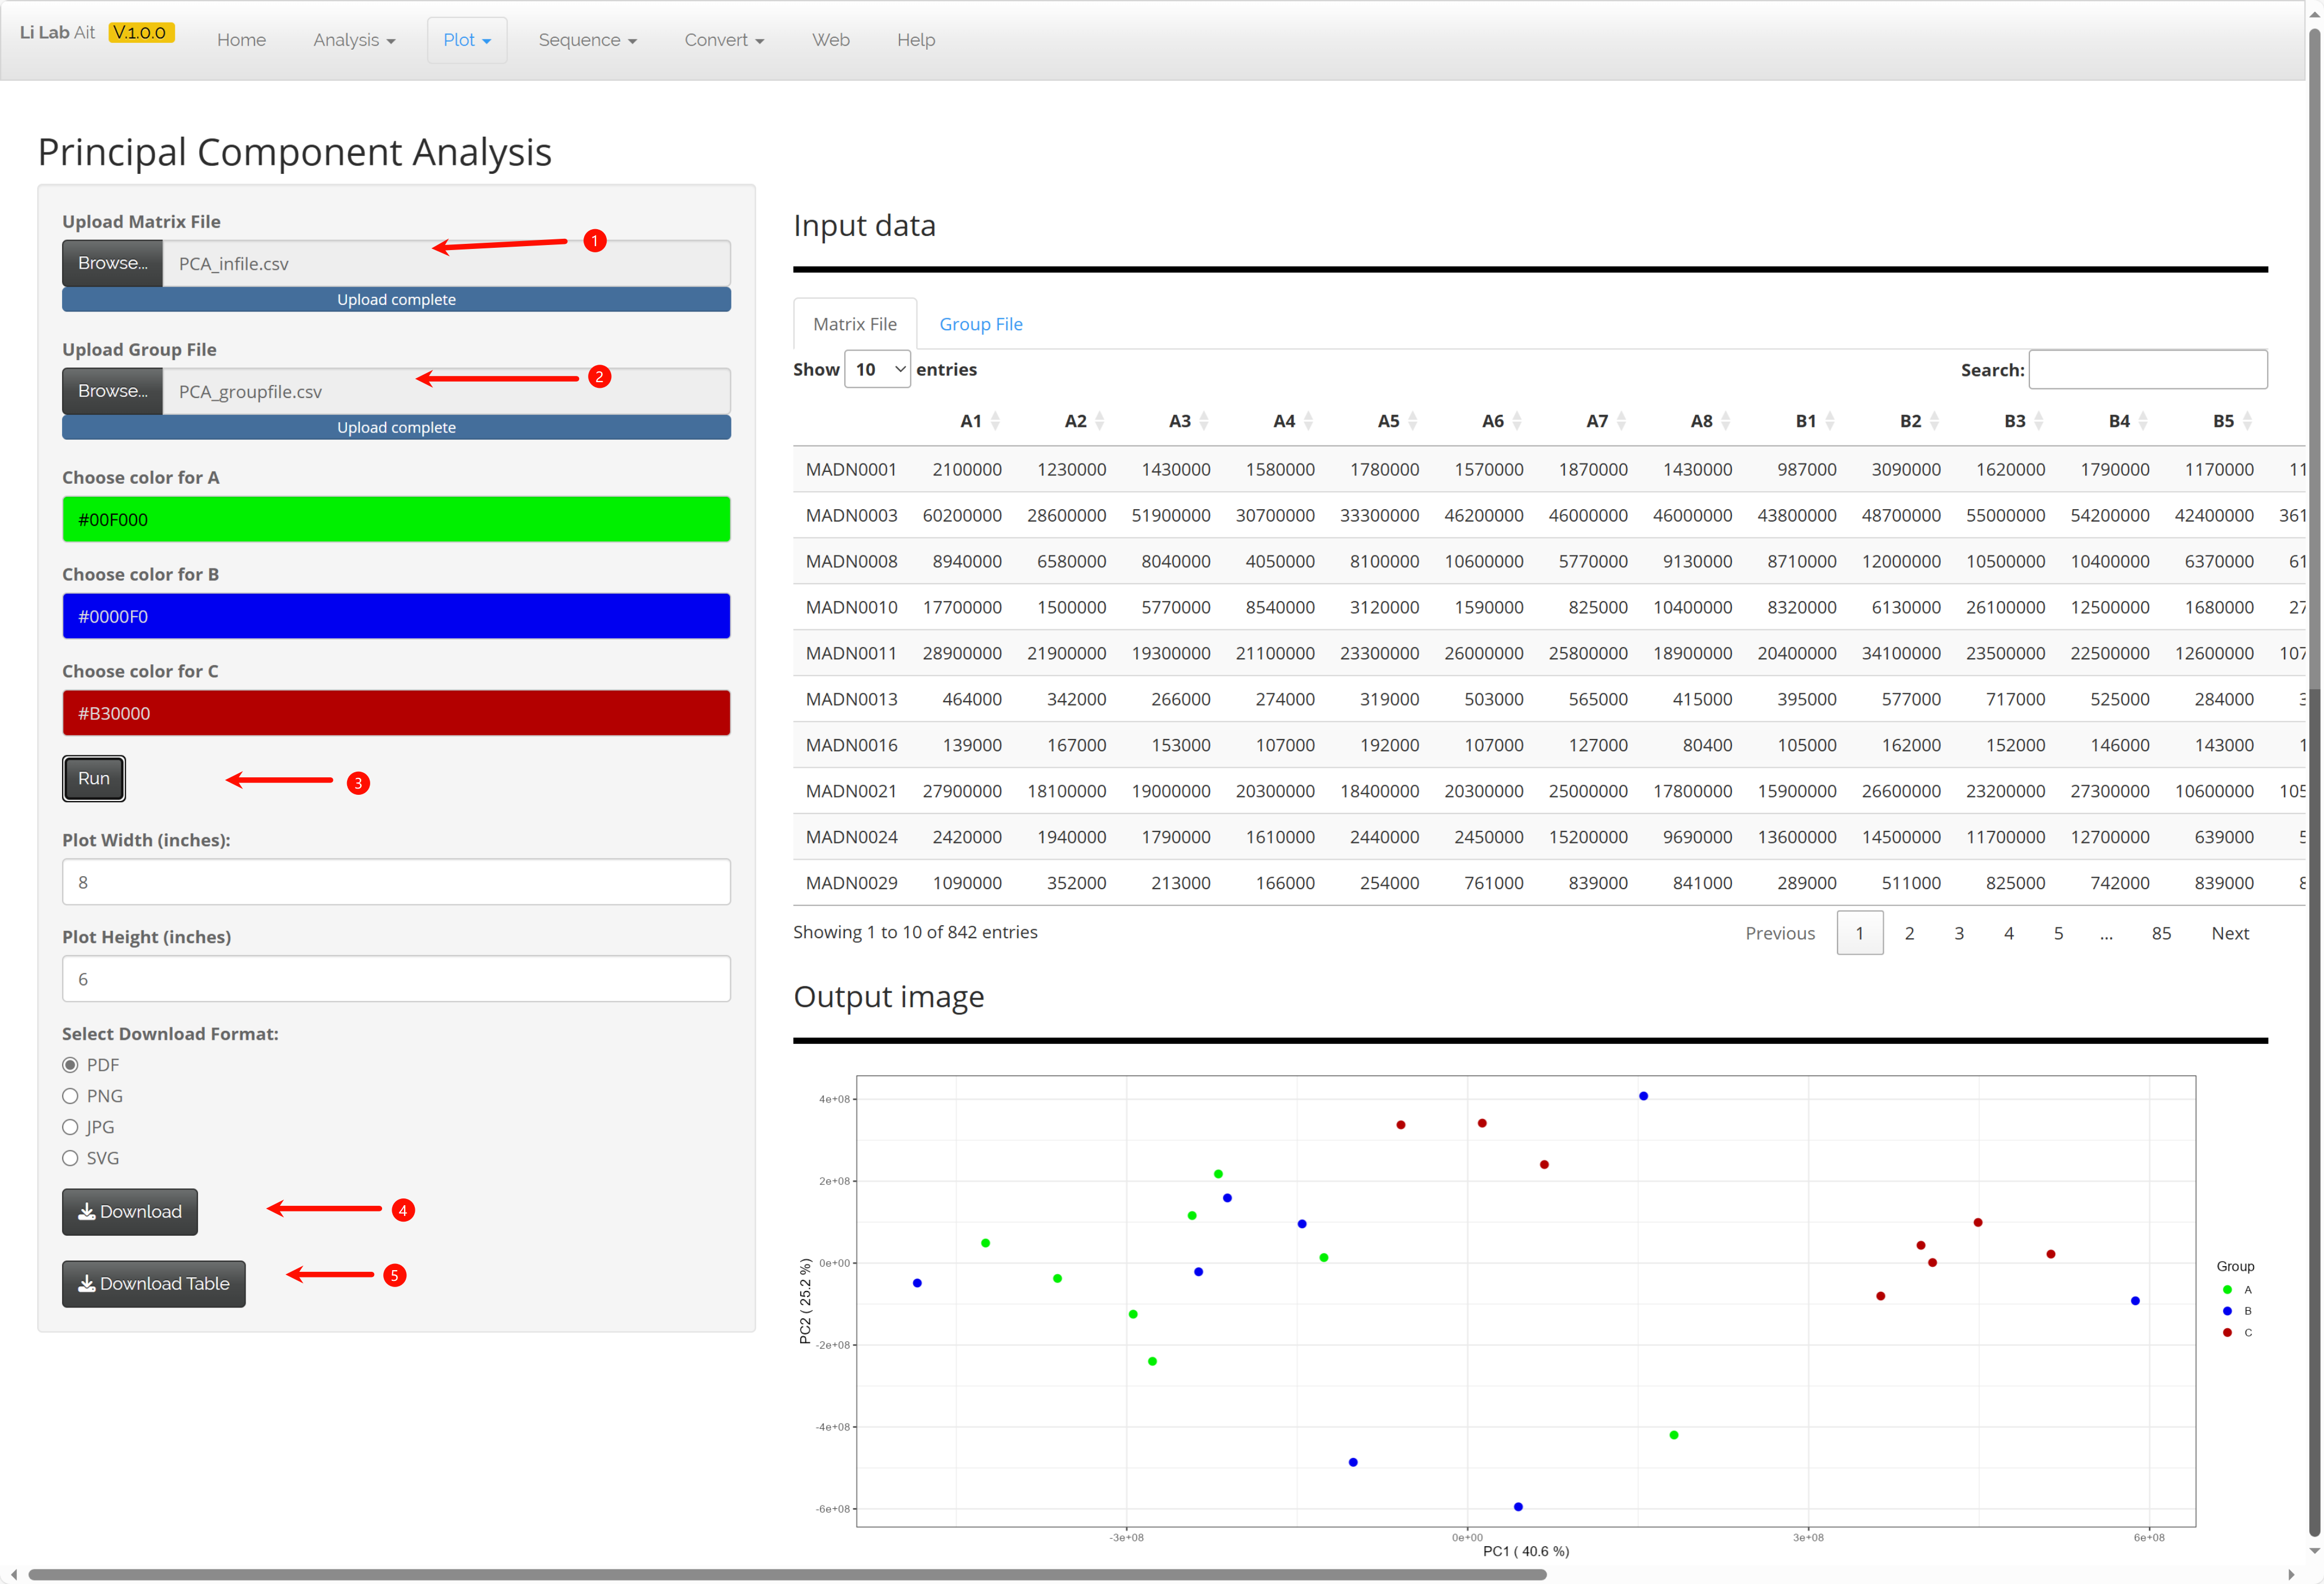 Li Lab Ait V.1.0.0 Home Analysis Plot Sequence Convert Web Help
Principal Component Analysis
Upload Matrix File
Browse... PCA_infile.csv
Upload complete
1
Upload Group File
Browse... PCA_groupfile.csv
Upload complete
2
Choose color for A
#00F000
Choose color for B
#0000F0
Choose color for C
#B30000
Run
3
Plot Width (inches):
8
Plot Height (inches)
6
Select Download Format:
PDF
PNG
JPG
SVG
Download
4
Download Table
5
Input data
Matrix File Group File
Show 10 entries Search:
A1 A2 A3 A4 A5 A6 A7 A8 B1 B2 B3 B4 B5
MADN0001 2100000 1230000 1430000 1580000 1780000 1570000 1870000 1430000 987000 3090000 1620000 1790000 1170000 11
MADN0003 60200000 28600000 51900000 30700000 33300000 46200000 46000000 46000000 43800000 48700000 55000000 54200000 42400000 361
MADN0008 8940000 6580000 8040000 4050000 8100000 10600000 5770000 9130000 8710000 12000000 10500000 10400000 6370000 61
MADN0010 17700000 1500000 5770000 8540000 3120000 1590000 825000 10400000 8320000 6130000 26100000 12500000 1680000 27
MADN0011 28900000 21900000 19300000 21100000 23300000 26000000 25800000 18900000 20400000 34100000 23500000 22500000 12600000 107
MADN0013 464000 342000 266000 274000 319000 503000 565000 415000 395000 577000 717000 525000 284000
MADN0016 139000 167000 153000 107000 192000 107000 127000 80400 105000 162000 152000 146000 143000 1
MADN0021 27900000 18100000 19000000 20300000 18400000 20300000 25000000 17800000 15900000 26600000 23200000 27300000 10600000 105
MADN0024 2420000 1940000 1790000 1610000 2440000 2450000 15200000 9690000 13600000 14500000 11700000 12700000 639000 5
MADN0029 1090000 352000 213000 166000 254000 761000 839000 841000 289000 511000 825000 742000 839000 8
Showing 1 to 10 of 842 entries Previous 1 2 3 4 5 ... 85 Next
Output image
4e+08
2e+08
0e+00
-2e+08
-4e+08
-6e+08
PC2 ( 25.2 %)
-3e+08 0e+00 3e+08 6e+08
PC1 ( 40.6 %)
Group
A
B
C